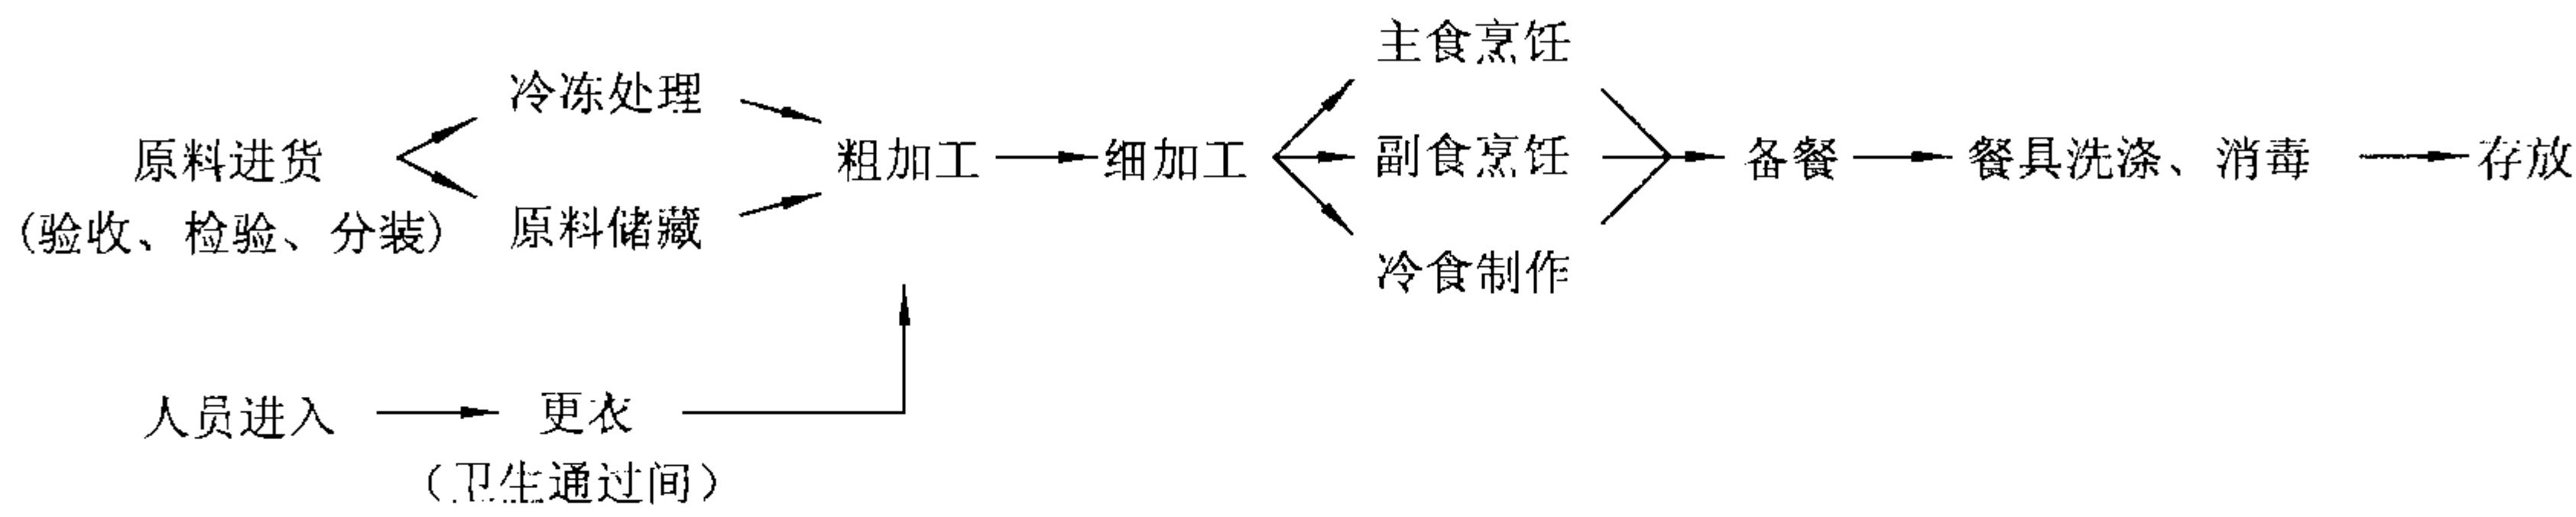 原料进货
(验收、检验、分装)
冷冻处理
原料储藏
粗加工
细加工
主食烹饪
副食烹饪
冷食制作
备餐
餐具洗涤、消毒
存放
人员进入
更衣
(卫生通过间)